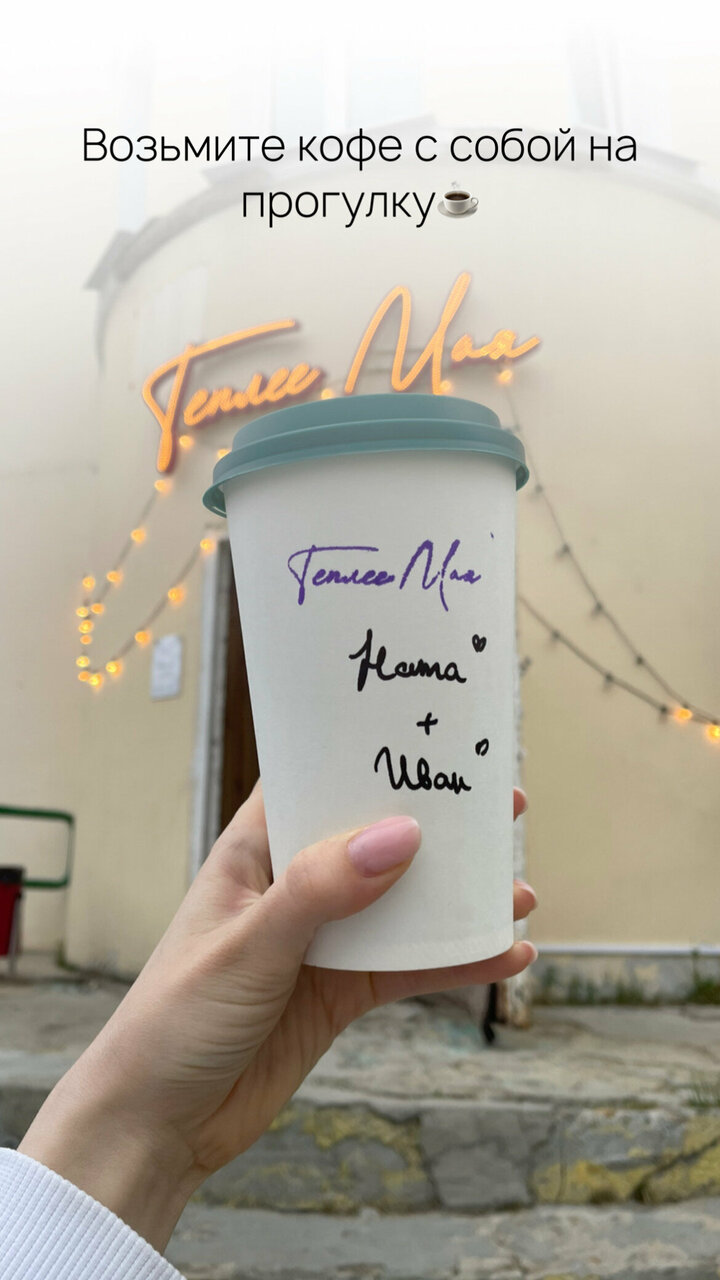 Возьмите кофе с собой на
прогулку☕
Теплее Мая
Теплее Мая
Ната
+
Иван